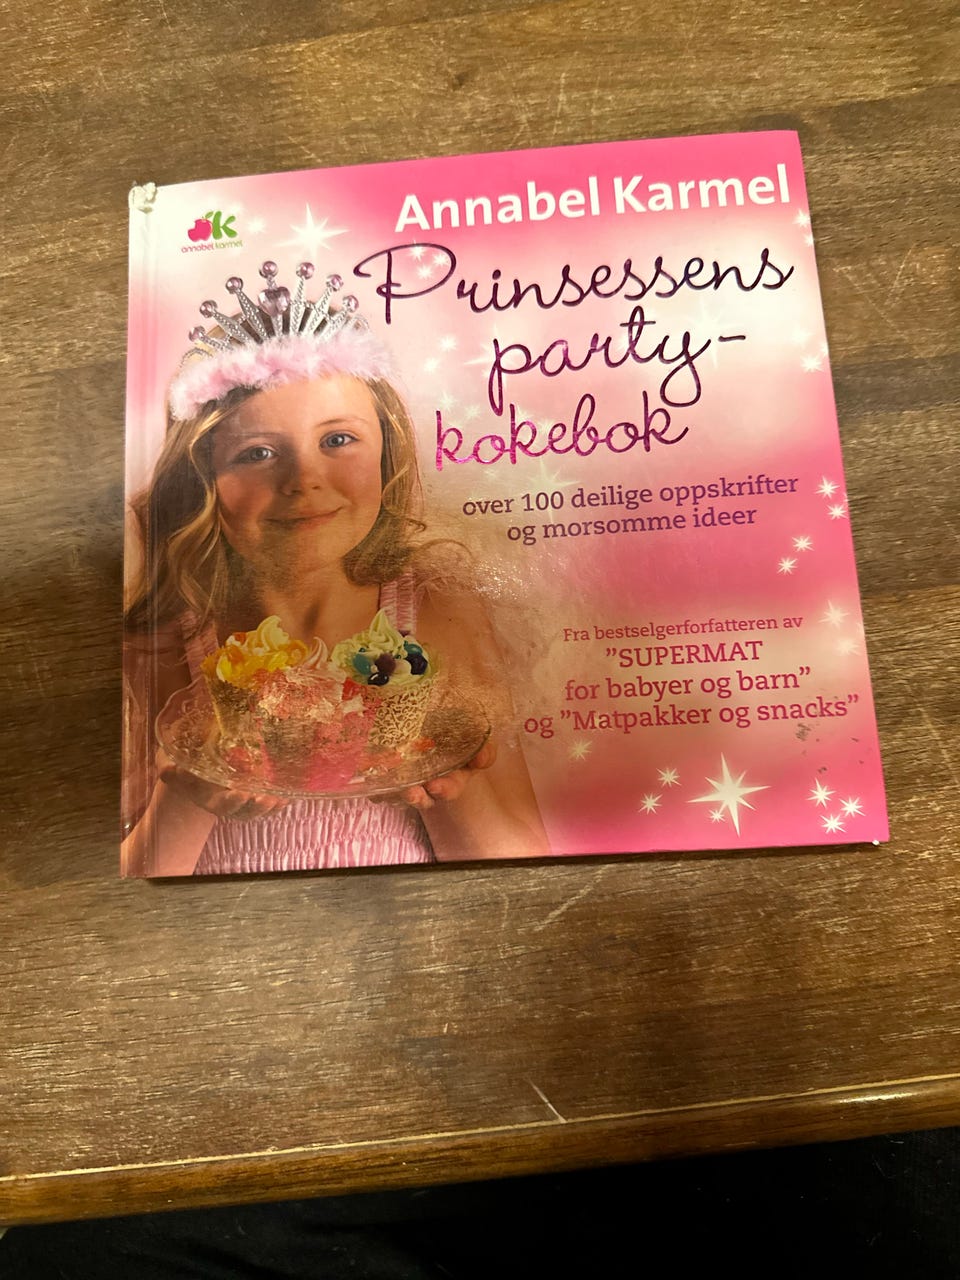 Annabel Karmel
annabel karmel
Prinsessens
party-
kokebok
over 100 deilige oppskrifter
og morsomme ideer
Fra bestselgerforfatteren av
”SUPERMAT
for babyer og barn”
og ”Matpakker og snacks”